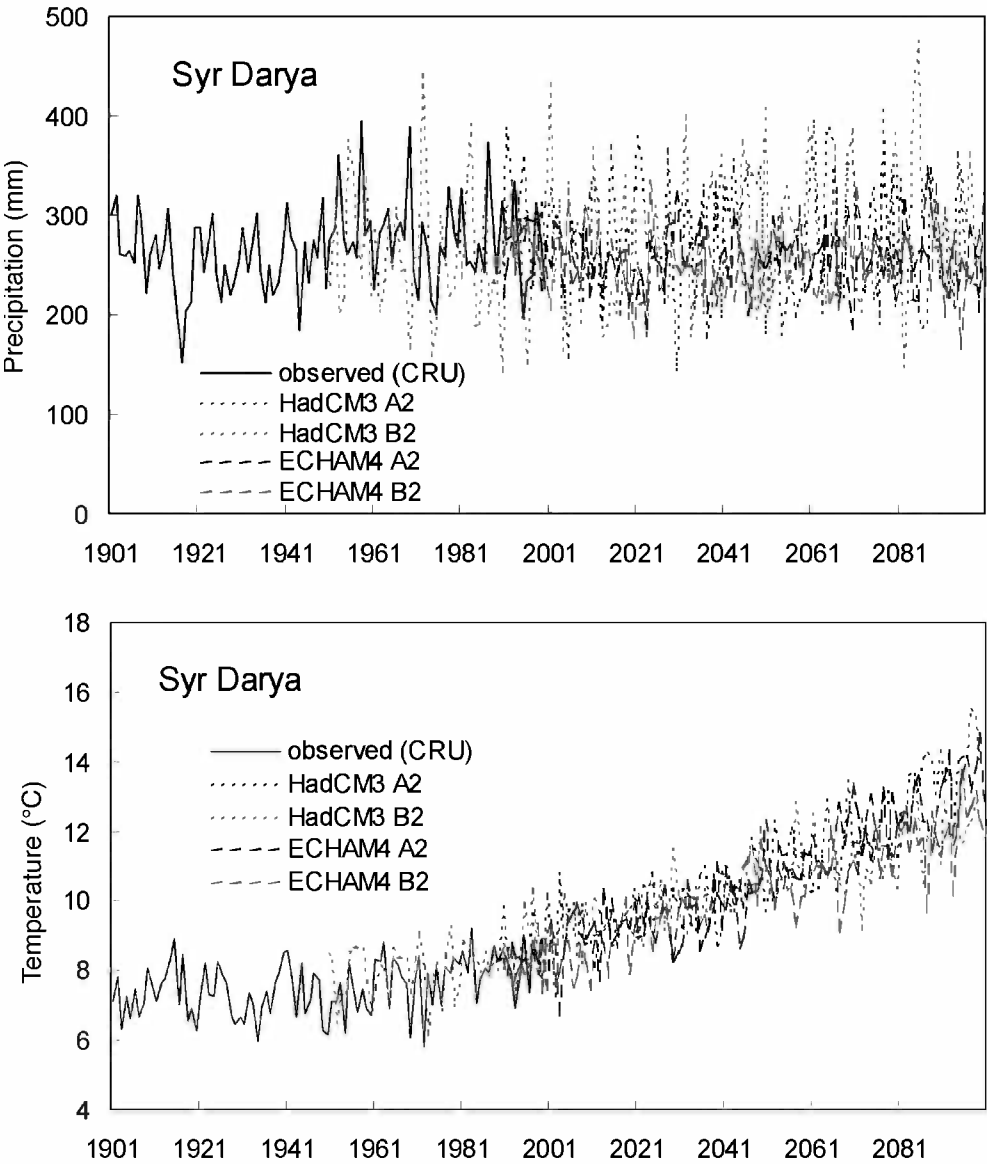 500
Syr Darya
400
300
200
100
0
Precipitation (mm)
observed (CRU)
HadCM3 A2
HadCM3 B2
ECHAM4 A2
ECHAM4 B2
1901 1921 1941 1961 1981 2001 2021 2041 2061 2081
18
Syr Darya
16
14
12
10
8
6
4
Temperature (°C)
observed (CRU)
HadCM3 A2
HadCM3 B2
ECHAM4 A2
ECHAM4 B2
1901 1921 1941 1961 1981 2001 2021 2041 2061 2081